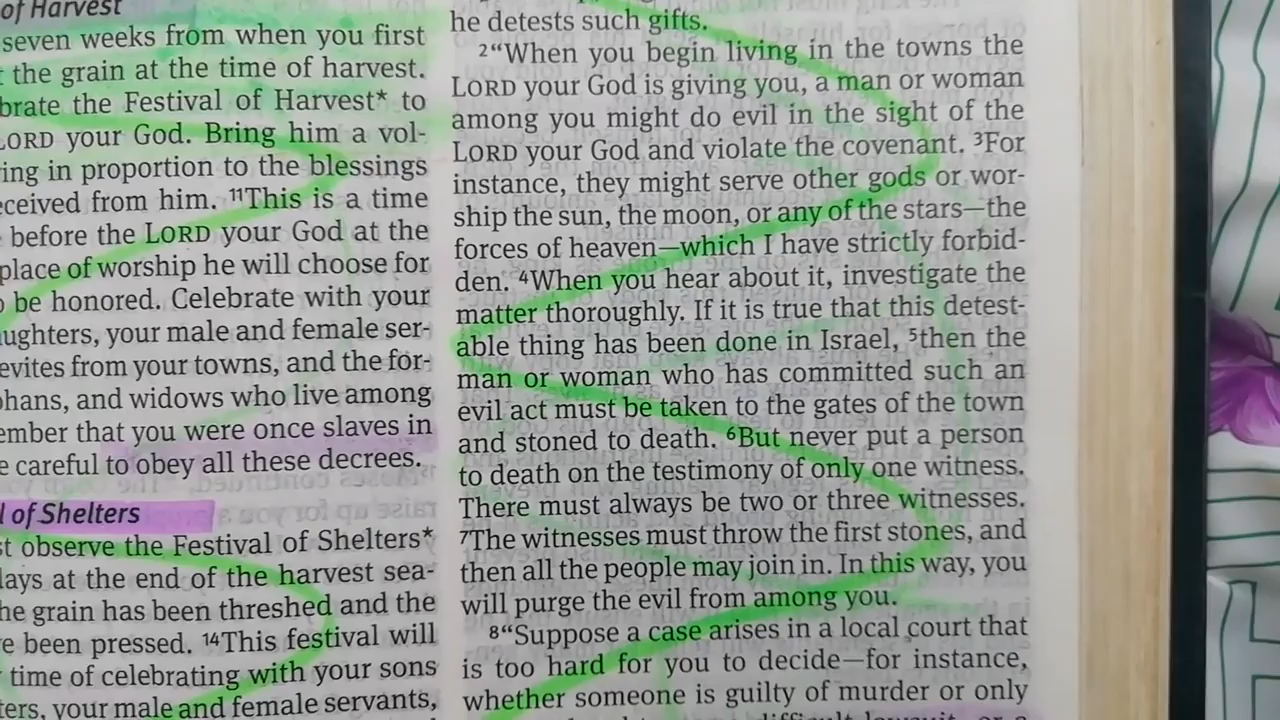 of Harvest
seven weeks from when you first
the grain at the time of harvest.
brate the Festival of Harvest* to
LORD your God. Bring him a vol-
ing in proportion to the blessings
eceived from him. ¹¹This is a time
before the LORD your God at the
place of worship he will choose for
be honored. Celebrate with your
aughters, your male and female ser-
evites from your towns, and the for-
phans, and widows who live among
ember that you were once slaves in
e careful to obey all these decrees.
l of Shelters
st observe the Festival of Shelters*
days at the end of the harvest sea-
he grain has been threshed and the
e been pressed. ¹⁴This festival will
time of celebrating with your sons
ters, your male and female servants,
he detests such gifts.
²“When you begin living in the towns the
LORD your God is giving you, a man or woman
among you might do evil in the sight of the
LORD your God and violate the covenant. ³For
instance, they might serve other gods or wor-
ship the sun, the moon, or any of the stars—the
forces of heaven—which I have strictly forbid-
den. ⁴When you hear about it, investigate the
matter thoroughly. If it is true that this detest-
able thing has been done in Israel, ⁵then the
man or woman who has committed such an
evil act must be taken to the gates of the town
and stoned to death. ⁶But never put a person
to death on the testimony of only one witness.
There must always be two or three witnesses.
⁷The witnesses must throw the first stones, and
then all the people may join in. In this way, you
will purge the evil from among you.
⁸“Suppose a case arises in a local court that
is too hard for you to decide—for instance,
whether someone is guilty of murder or only